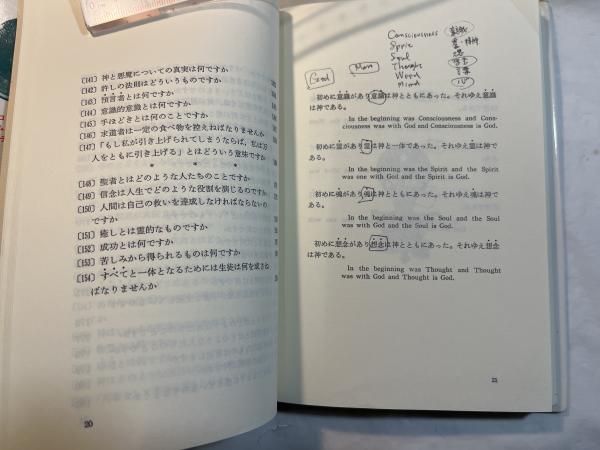 [141] 神と悪魔についての真実は何ですか
[142] 許しの法則はどういうものですか
[143] 預言者とは何ですか
[144] 意識的意識とは何ですか
[145] 手ほどきとは何のことですか
[146] 求道者は一定の食べ物を控えねばなりませんか
[147] 「もし私が引き上げられてしまうならば、私は万
人をともに引き上げる」とはどういう意味ですか
* * *
[148] 聖者とはどのような人たちのことですか
[149] 信念は人生でどのような役割を演じるのですか
[150] 人間は自己の救いを達成しなければならないの
ですか
[151] 癒しとは霊的なものですか
[152] 成功とは何ですか
[153] 苦しみから得られるものは何ですか
[154] すべてと一体となるためには生徒は何を成さね
ばなりませんか
20
Consciousness 意識
Sprit 霊・精神
Soul 魂
Thought 想念
Word 言葉
Mind 心
God
Man
初めに意識があり意識は神とともにあった。それゆえ意識
は神である。
In the beginning was Consciousness and Cons-
ciousness was with God and Consciousness is God.
初めに霊があり霊は神と一体であった。それゆえ霊は神
である。
In the beginning was the Spirit and the Spirit
was one with God and the Spirit is God.
初めに魂があり魂は神とともにあった。それゆえ魂は神で
ある。
In the beginning was the Soul and the Soul
was with God and the Soul is God.
初めに想念があり想念は神とともにあった。それゆえ想念
は神である。
In the beginning was Thought and Thought
was with God and Thought is God.
21